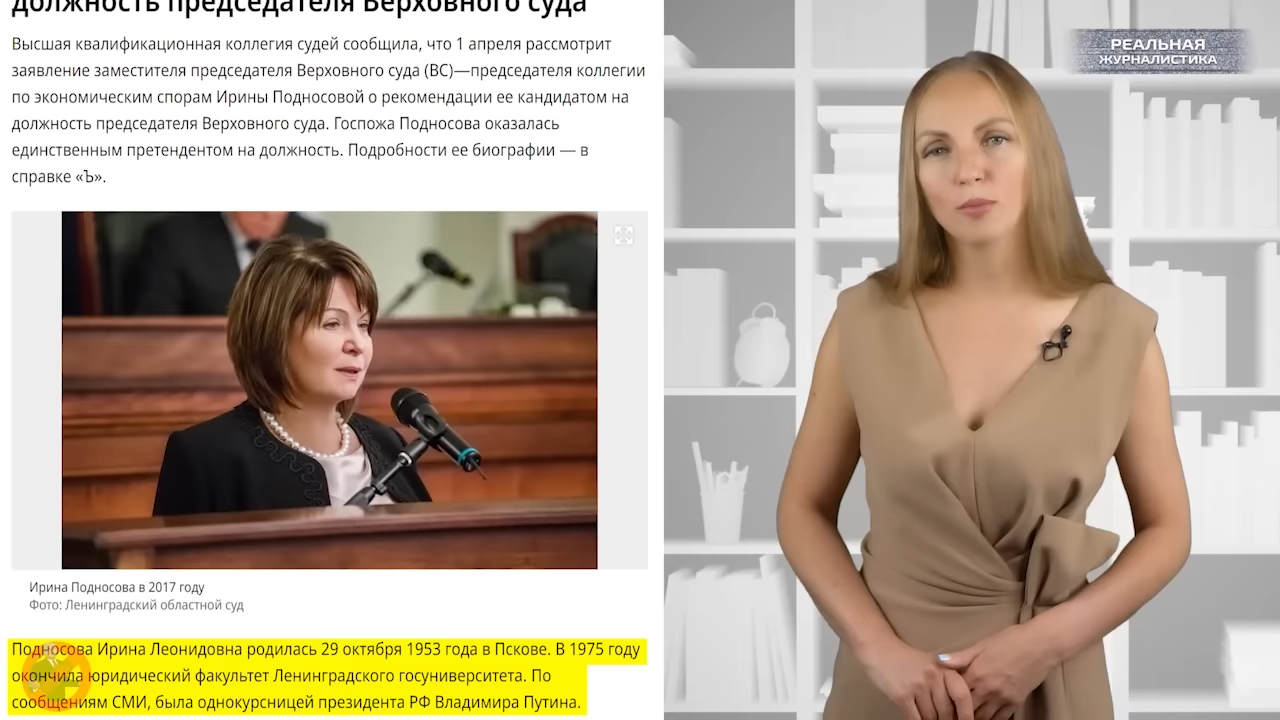 должность председателя Верховного суда
Высшая квалификационная коллегия судей сообщила, что 1 апреля рассмотрит
заявление заместителя председателя Верховного суда (ВС)—председателя коллегии
по экономическим спорам Ирины Подносовой о рекомендации ее кандидатом на
должность председателя Верховного суда. Госпожа Подносова оказалась
единственным претендентом на должность. Подробности ее биографии — в
справке «Ъ».
Ирина Подносова в 2017 году
Фото: Ленинградский областной суд
Подносова Ирина Леонидовна родилась 29 октября 1953 года в Пскове. В 1975 году
окончила юридический факультет Ленинградского госуниверситета. По
сообщениям СМИ, была однокурсницей президента РФ Владимира Путина.
РЕАЛЬНАЯ
ЖУРНАЛИСТИКА